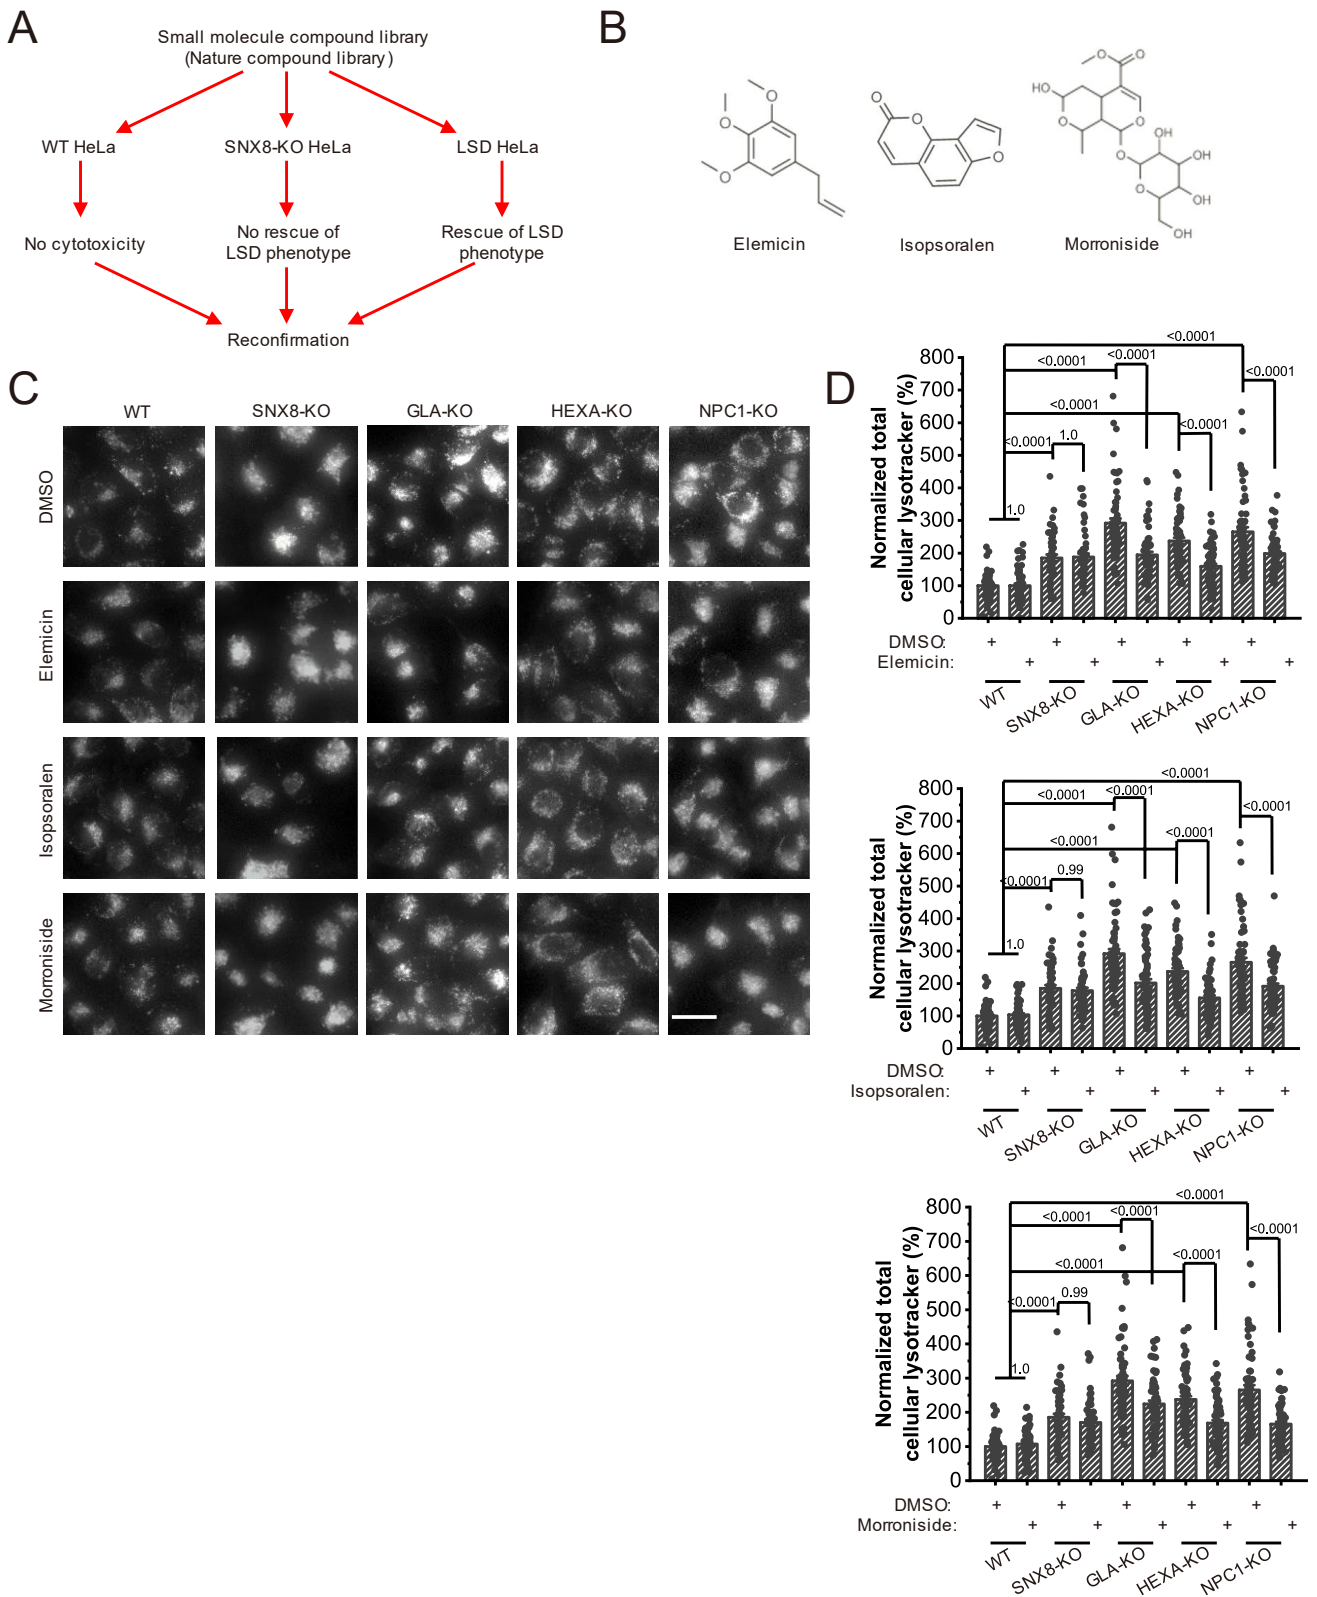 A
Small molecule compound library
(Nature compound library)
WT HeLa
SNX8-KO HeLa
LSD HeLa
No cytotoxicity
No rescue of
LSD phenotype
Rescue of LSD
phenotype
Reconfirmation
B
O
O
O
Elemicin
O
O
O
Isopsoralen
O
O
HO
O
O
O
OH
OH
O
OH
OH
Morroniside
C
WT
SNX8-KO
GLA-KO
HEXA-KO
NPC1-KO
DMSO
Elemicin
Isopsoralen
Morroniside
D
Normalized total
cellular lysotracker (%)
800
700
600
500
400
300
200
100
0
<0.0001
<0.0001
<0.0001
<0.0001
<0.0001
<0.0001
1.0
1.0
DMSO: + + + + +
Elemicin: + + + + +
WT
SNX8-KO
GLA-KO
HEXA-KO
NPC1-KO
Normalized total
cellular lysotracker (%)
800
700
600
500
400
300
200
100
0
<0.0001
<0.0001
<0.0001
<0.0001
<0.0001
<0.0001
<0.0001
0.99
1.0
DMSO: + + + + +
Isopsoralen: + + + + +
WT
SNX8-KO
GLA-KO
HEXA-KO
NPC1-KO
Normalized total
cellular lysotracker (%)
800
700
600
500
400
300
200
100
0
<0.0001
<0.0001
<0.0001
<0.0001
<0.0001
<0.0001
<0.0001
0.99
1.0
DMSO: + + + + +
Morroniside: + + + + +
WT
SNX8-KO
GLA-KO
HEXA-KO
NPC1-KO